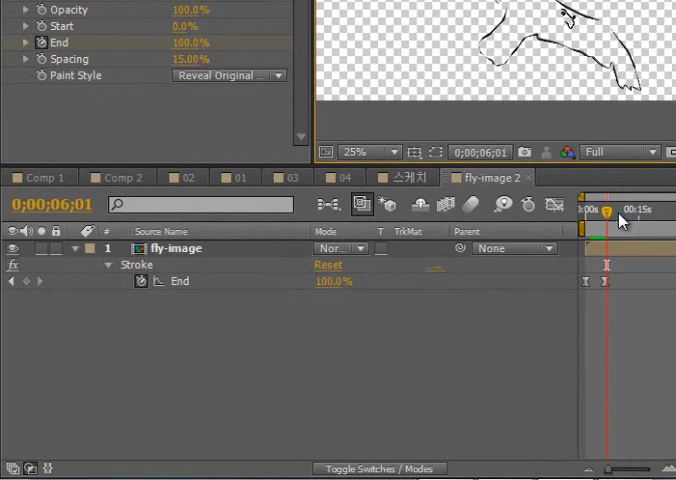 Opacity 100.0%
Start 0.0%
End 100.0%
Spacing 15.00%
Paint Style Reveal Original ...
25% 0;00;06;01 Full
Comp 1 Comp 2 02 01 03 04 스케치 fly-image 2
0;00;06;01 00s 00:15s
# Source Name Mode T TrkMat Parent
1 fly-image Nor... None
fx Stroke Reset
End 100.0%
Toggle Switches / Modes